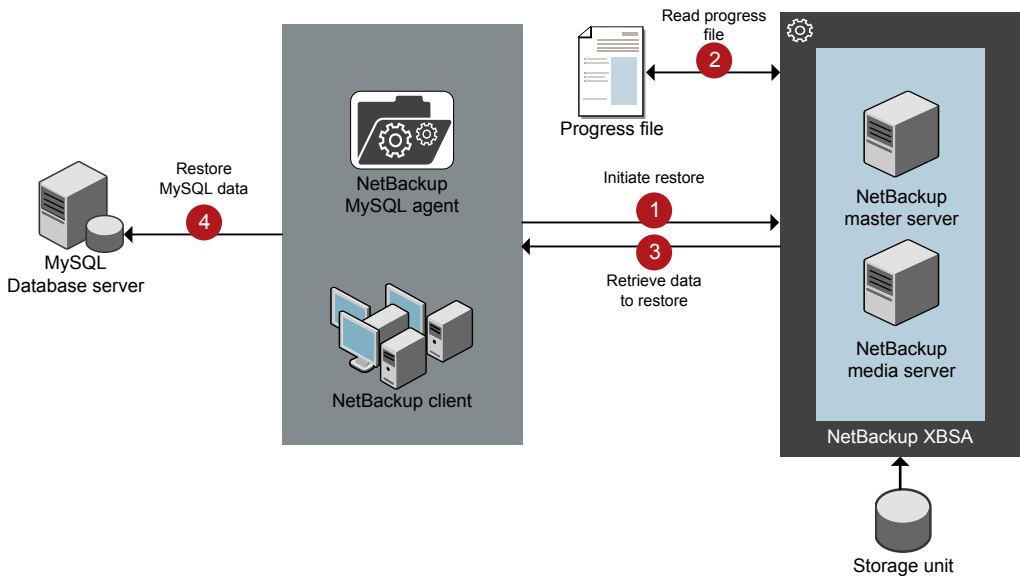 Read progress
file
2
Progress file
NetBackup
MySQL agent
Restore
MySQL data
4
MySQL
Database server
Initiate restore
1
3
Retrieve data
to restore
NetBackup client
NetBackup
master server
NetBackup
media server
NetBackup XBSA
Storage unit